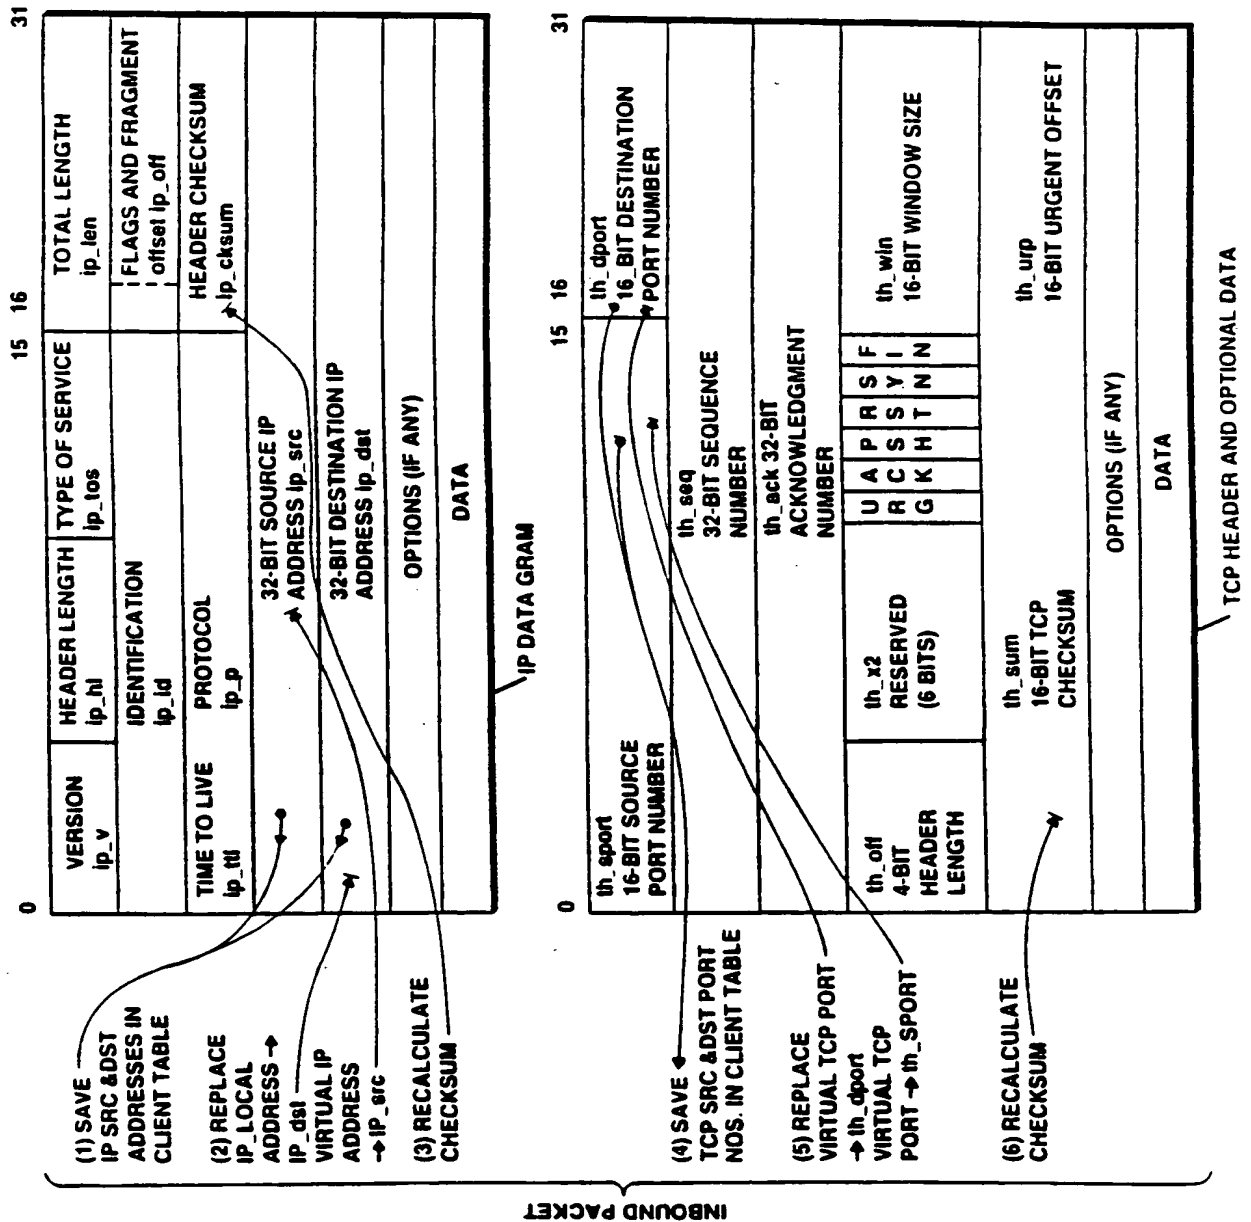 INBOUND PACKET
(1) SAVE
IP SRC &DST
ADDRESSES IN
CLIENT TABLE
(2) REPLACE
IP_LOCAL
ADDRESS →
IP_dst
VIRTUAL IP
ADDRESS
→ IP_src
(3) RECALCULATE
CHECKSUM
0
15
16
31
VERSION
ip_v
HEADER LENGTH
ip_hl
TYPE OF SERVICE
ip_tos
TOTAL LENGTH
ip_len
IDENTIFICATION
ip_id
FLAGS AND FRAGMENT
offset ip_off
TIME TO LIVE
ip_ttl
PROTOCOL
ip_p
HEADER CHECKSUM
ip_cksum
32-BIT SOURCE IP
ADDRESS ip_src
32-BIT DESTINATION IP
ADDRESS ip_dst
OPTIONS (IF ANY)
DATA
IP DATA GRAM
(4) SAVE
TCP SRC &DST PORT
NOS. IN CLIENT TABLE
(5) REPLACE
VIRTUAL TCP PORT
→ th_dport
VIRTUAL TCP
PORT → th_SPORT
(6) RECALCULATE
CHECKSUM
0
15
16
31
th_sport
16-BIT SOURCE
PORT NUMBER
th_dport
16_BIT DESTINATION
PORT NUMBER
th_seq
32-BIT SEQUENCE
NUMBER
th_ack 32-BIT
ACKNOWLEDGMENT
NUMBER
th_off
4-BIT
HEADER
LENGTH
th_x2
RESERVED
(6 BITS)
U A P R S F
R C S S Y I
G K H T N N
th_win
16-BIT WINDOW SIZE
th_sum
16-BIT TCP
CHECKSUM
th_urp
16-BIT URGENT OFFSET
OPTIONS (IF ANY)
DATA
TCP HEADER AND OPTIONAL DATA